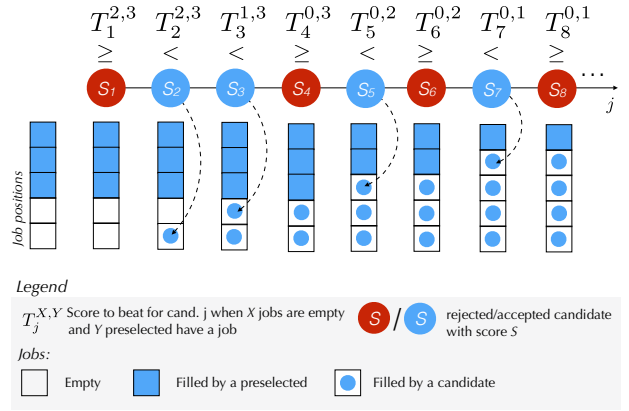 T_1^{2,3} T_2^{2,3} T_3^{1,3} T_4^{0,3} T_5^{0,2} T_6^{0,2} T_7^{0,1} T_8^{0,1}
≥ < < ≥ < ≥ < ≥
S1 S2 S3 S4 S5 S6 S7 S8 ...
j
Job positions
Legend
T_j^{X,Y} Score to beat for cand. j when X jobs are empty
and Y preselected have a job
S / S rejected/accepted candidate
with score S
Jobs:
Empty Filled by a preselected Filled by a candidate